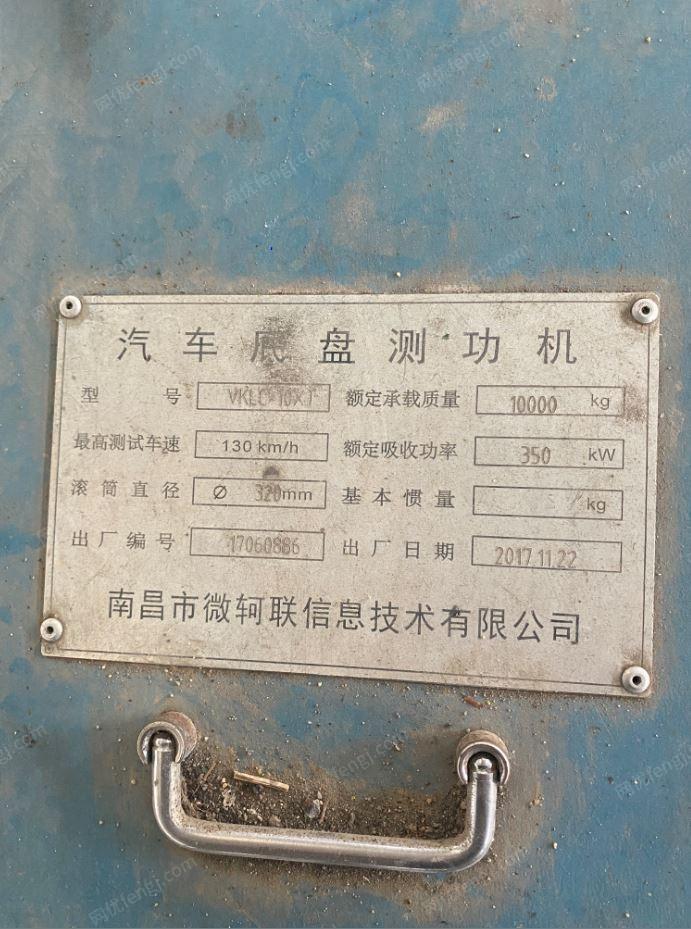 汽车底盘测功机
型号 VKLC-10XJ 额定承载质量 10000 kg
最高测试车速 130 km/h 额定吸收功率 350 kW
滚筒直径 Ø 320mm 基本惯量 kg
出厂编号 17060886 出厂日期 2017.11.22
南昌市微轲联信息技术有限公司